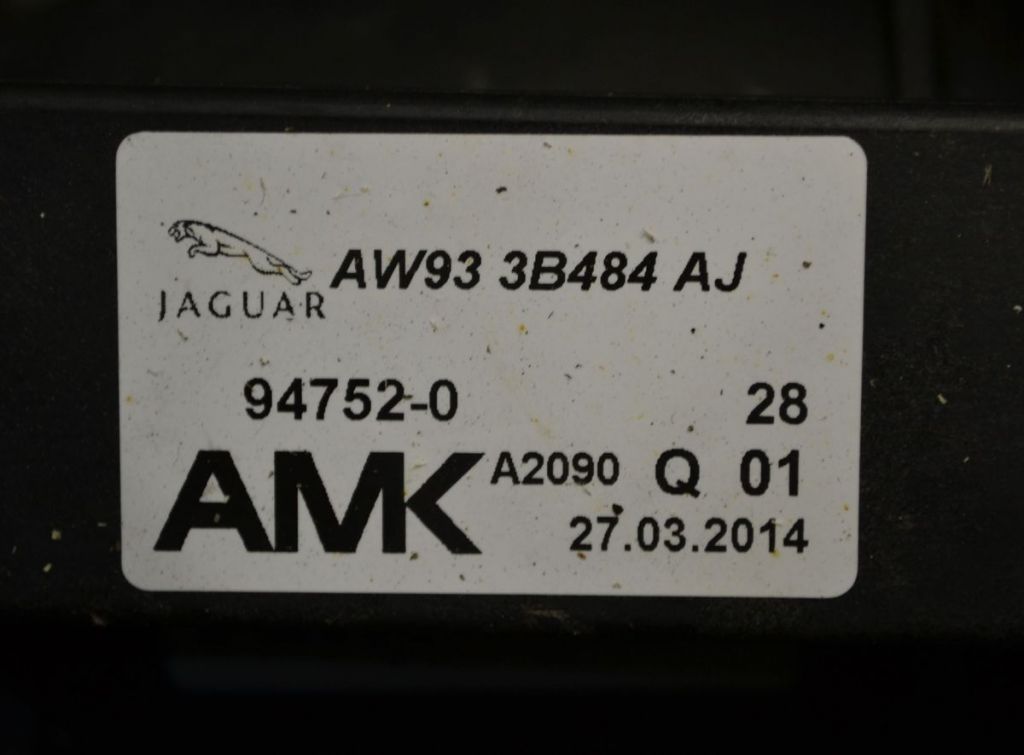 AW93 3B484 AJ
JAGUAR
94752-0 28
AMK A2090 Q 01
27.03.2014